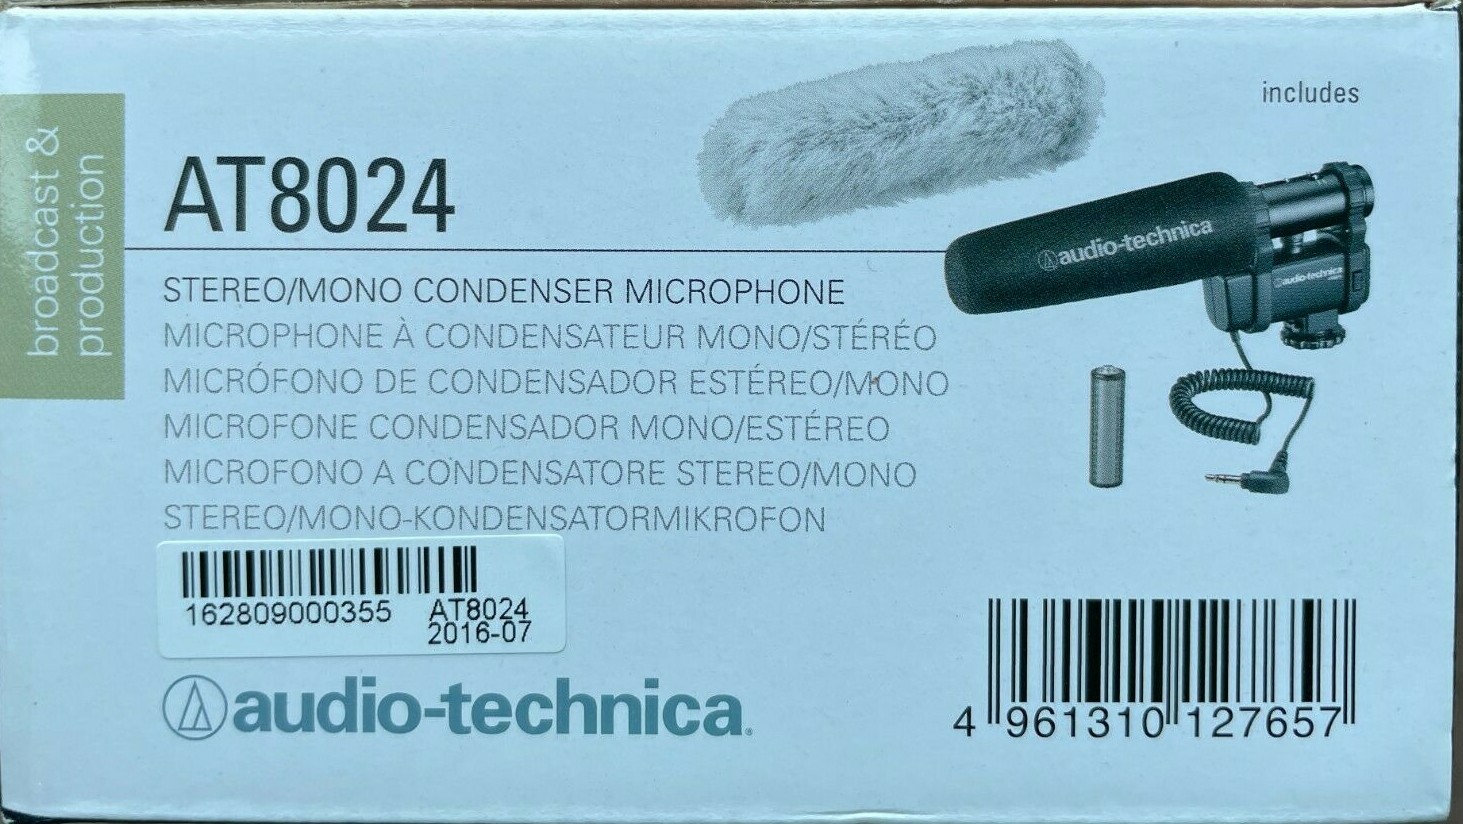 broadcast &
production
AT8024
includes
STEREO/MONO CONDENSER MICROPHONE
MICROPHONE À CONDENSATEUR MONO/STÉRÉO
MICRÓFONO DE CONDENSADOR ESTÉREO/MONO
MICROFONE CONDENSADOR MONO/ESTÉREO
MICROFONO A CONDENSATORE STEREO/MONO
STEREO/MONO-KONDENSATORMIKROFON
audio-technica
audio-technica
162809000355 AT8024
2016-07
audio-technica®
4 961310 127657